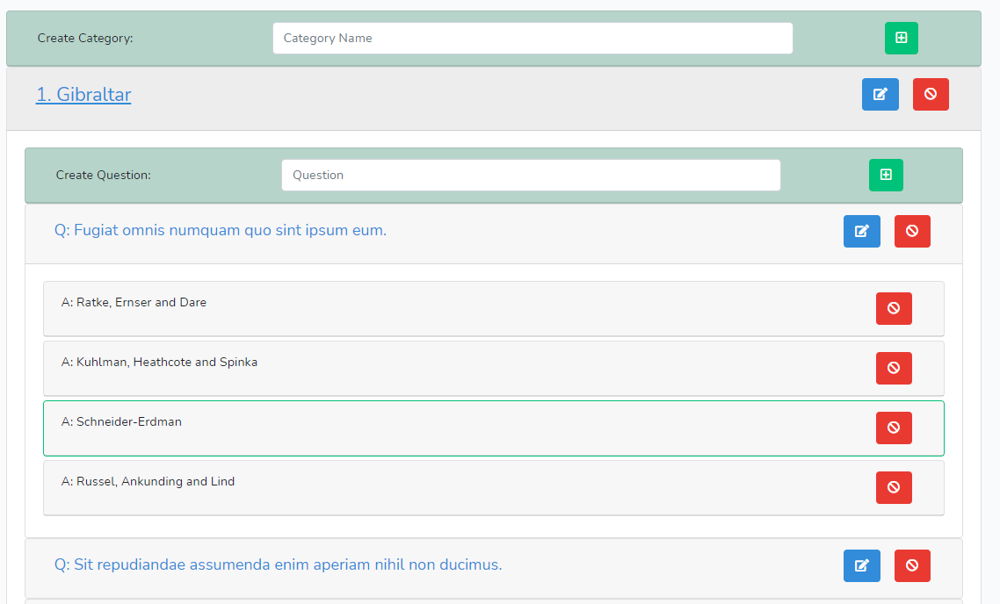 Create Category:
Category Name
1. Gibraltar
Create Question:
Question
Q: Fugiat omnis numquam quo sint ipsum eum.
A: Ratke, Ernser and Dare
A: Kuhlman, Heathcote and Spinka
A: Schneider-Erdman
A: Russel, Ankunding and Lind
Q: Sit repudiandae assumenda enim aperiam nihil non ducimus.